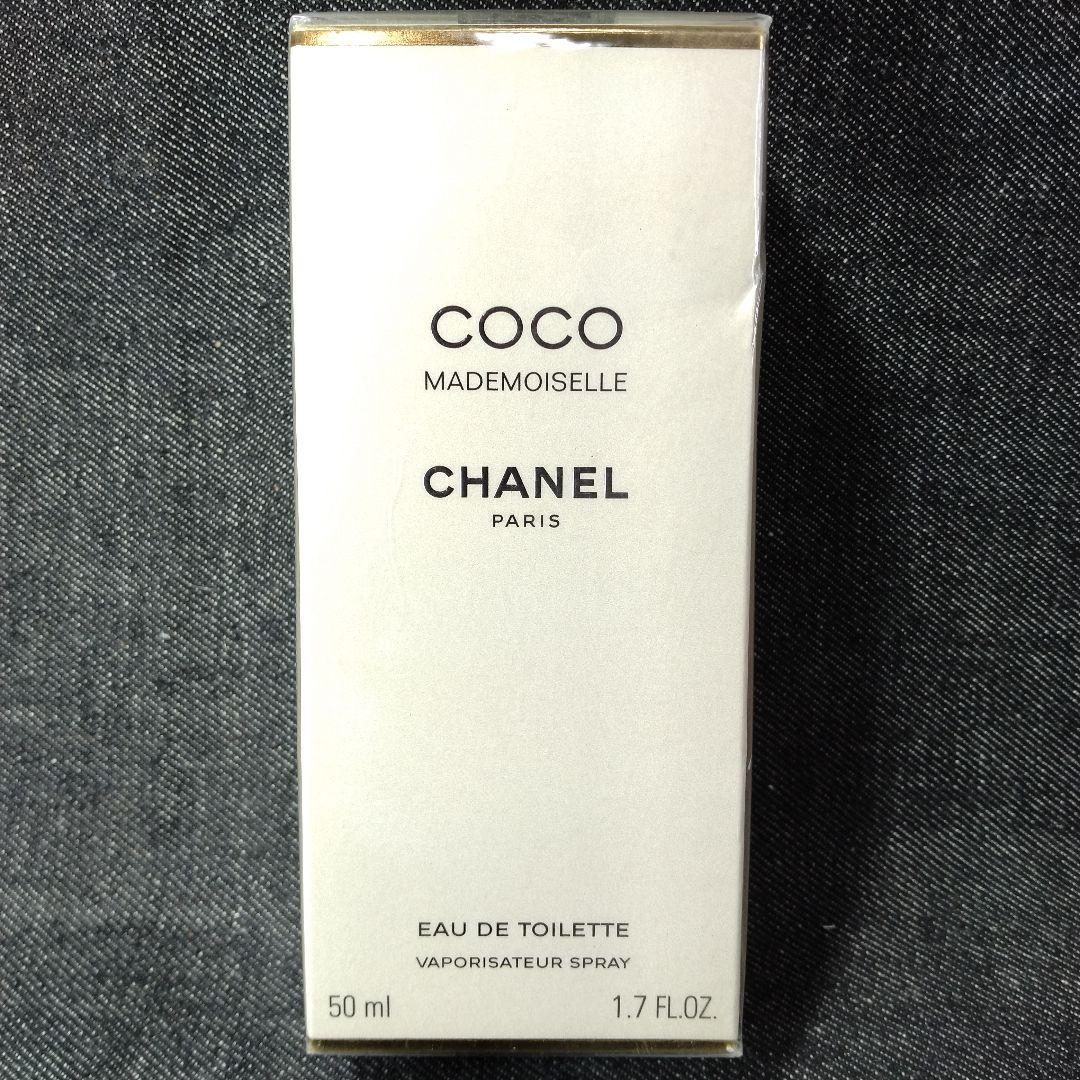 COCO
MADEMOISELLE
CHANEL
PARIS
EAU DE TOILETTE
VAPORISATEUR SPRAY
50 ml 1.7 FL.OZ.